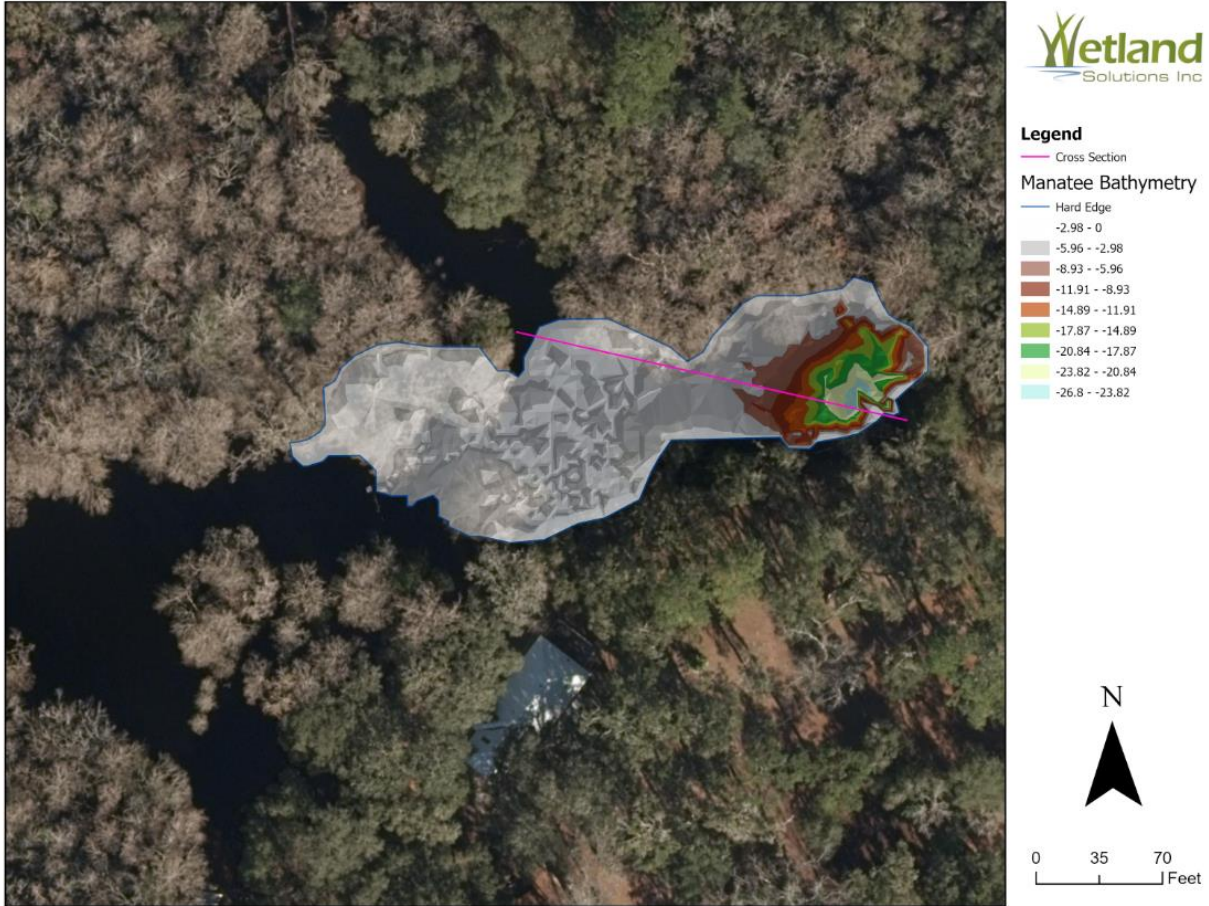 Wetland
Solutions Inc
Legend
Cross Section
Manatee Bathymetry
Hard Edge
-2.98 - 0
-5.96 - -2.98
-8.93 - -5.96
-11.91 - -8.93
-14.89 - -11.91
-17.87 - -14.89
-20.84 - -17.87
-23.82 - -20.84
-26.8 - -23.82
N
0 35 70
Feet